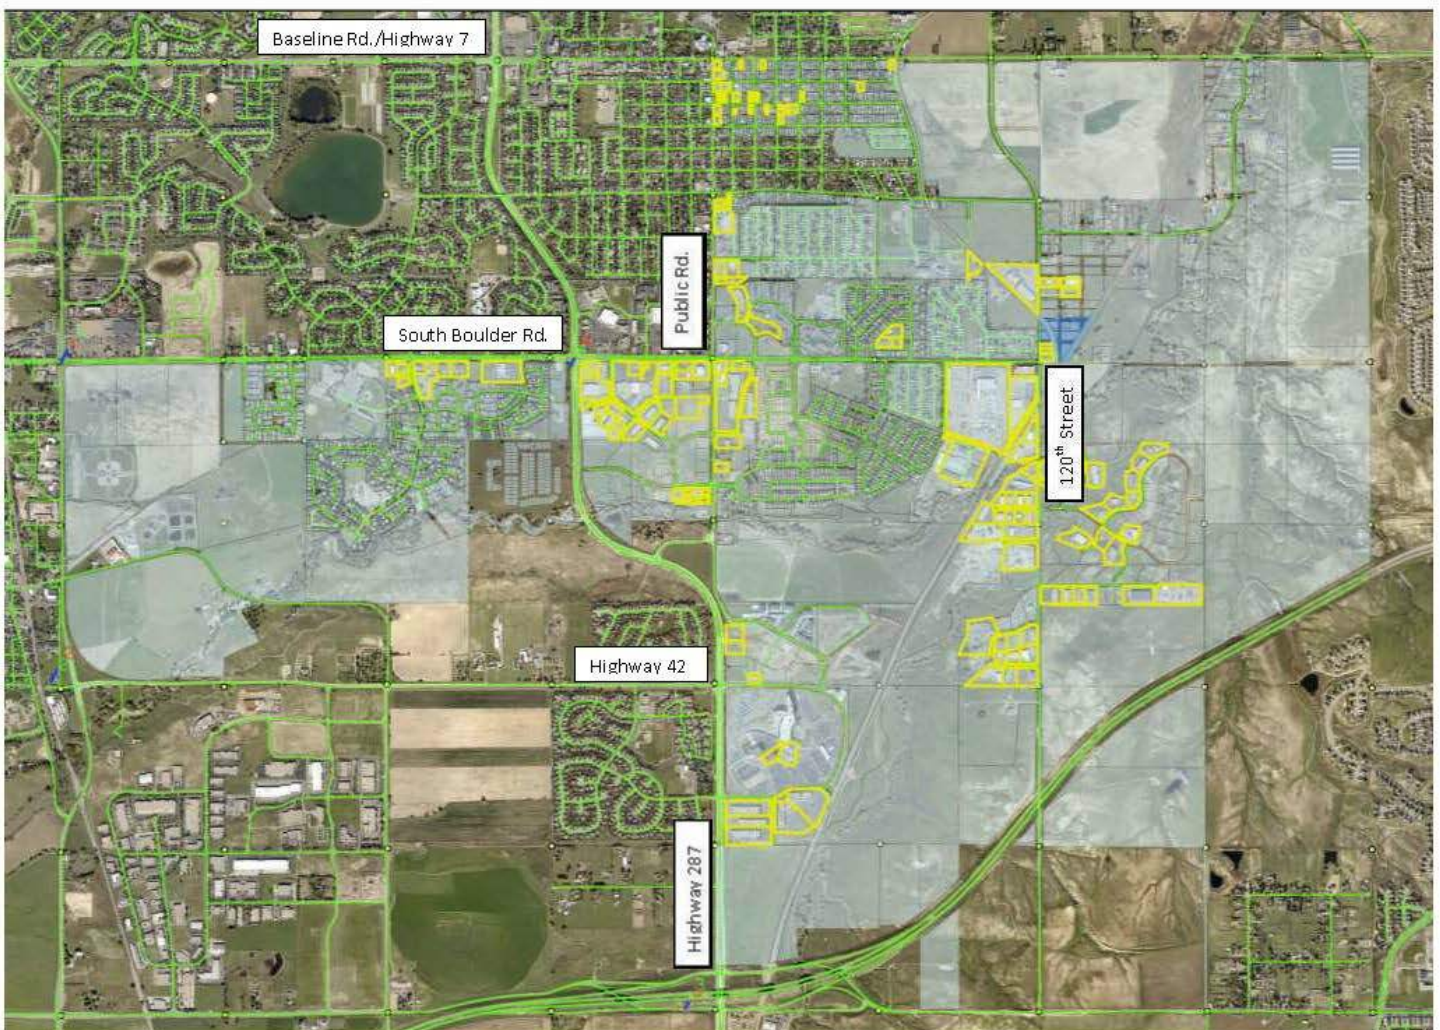 Baseline Rd./Highway 7
Public Rd.
South Boulder Rd.
120th Street
Highway 42
Highway 287